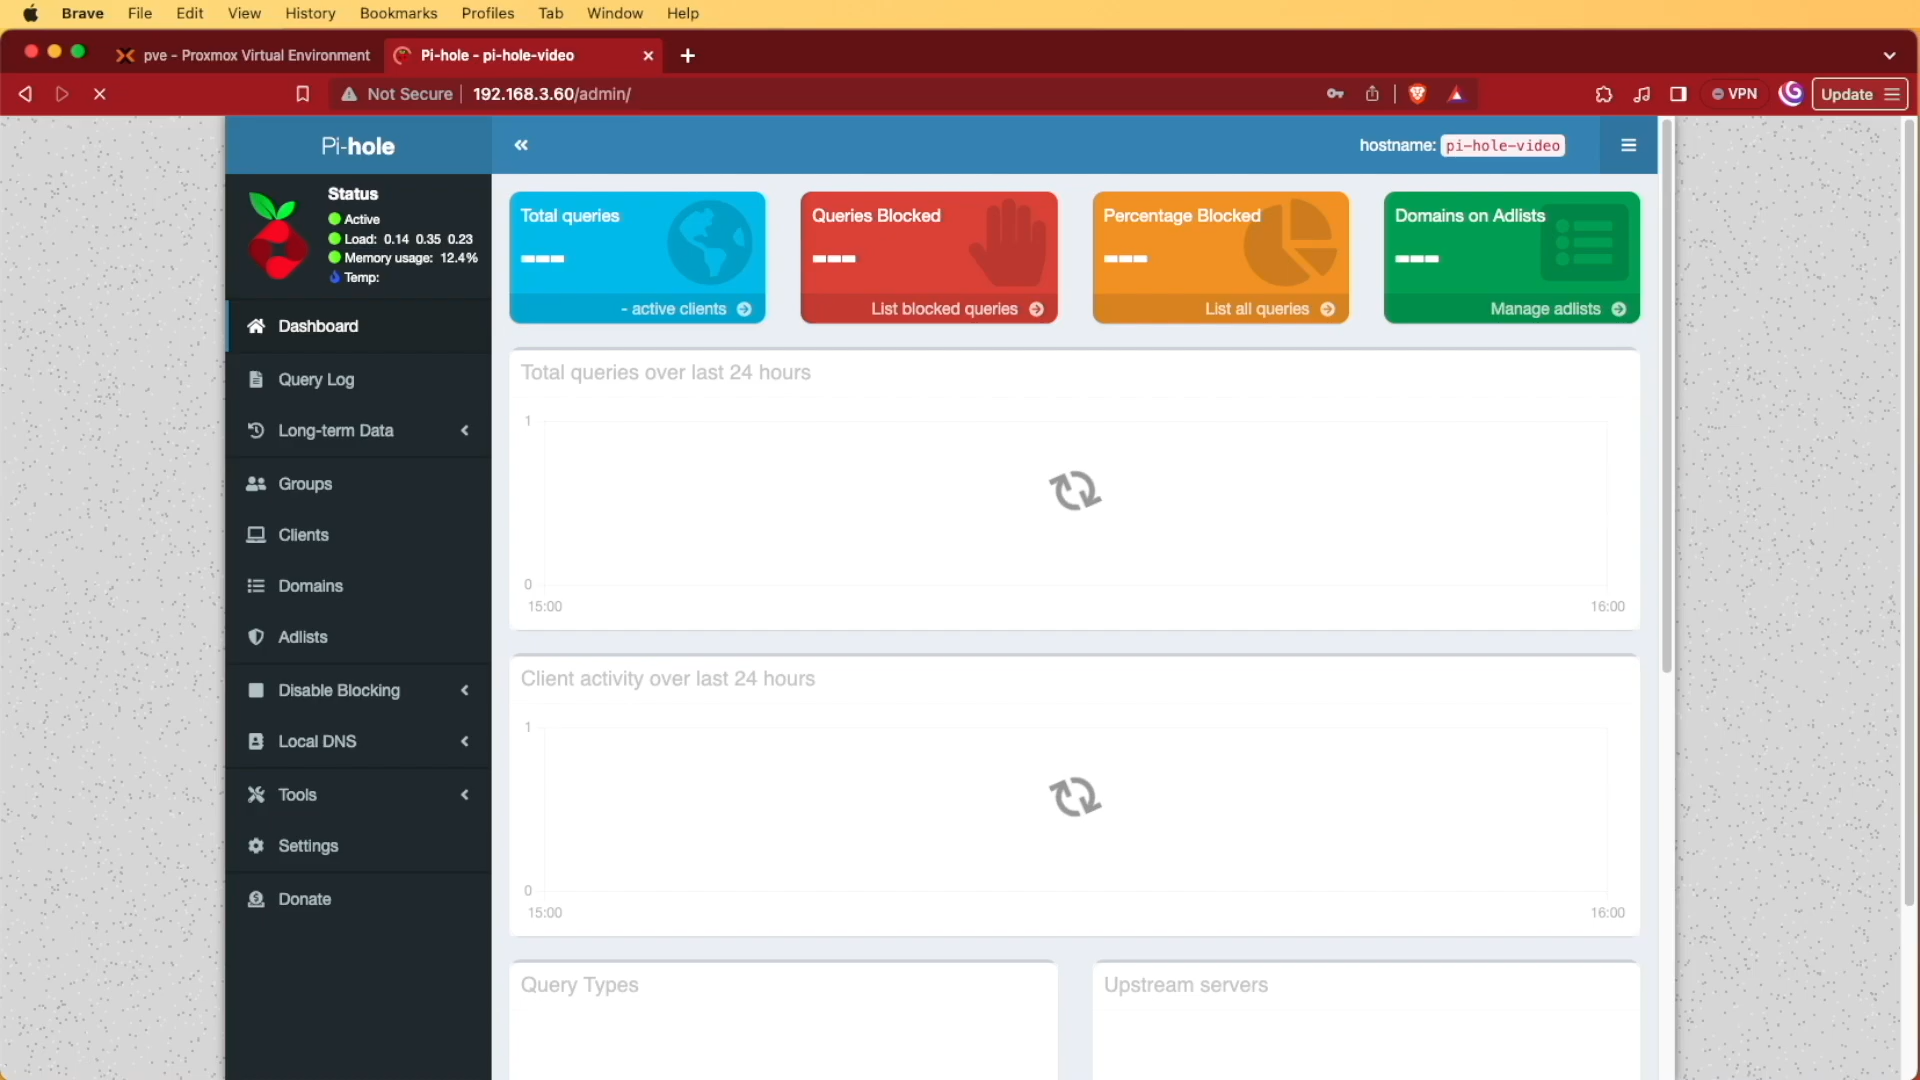 Brave File Edit View History Bookmarks Profiles Tab Window Help
pve - Proxmox Virtual Environment
Pi-hole - pi-hole-video
Not Secure 192.168.3.60/admin/
VPN
Update
Pi-hole
hostname: pi-hole-video
Status
Active
Load: 0.14 0.35 0.23
Memory usage: 12.4%
Temp:
Dashboard
Query Log
Long-term Data
Groups
Clients
Domains
Adlists
Disable Blocking
Local DNS
Tools
Settings
Donate
Total queries
---
- active clients
Queries Blocked
---
List blocked queries
Percentage Blocked
---
List all queries
Domains on Adlists
---
Manage adlists
Total queries over last 24 hours
1
0
15:00 16:00
Client activity over last 24 hours
1
0
15:00 16:00
Query Types
Upstream servers